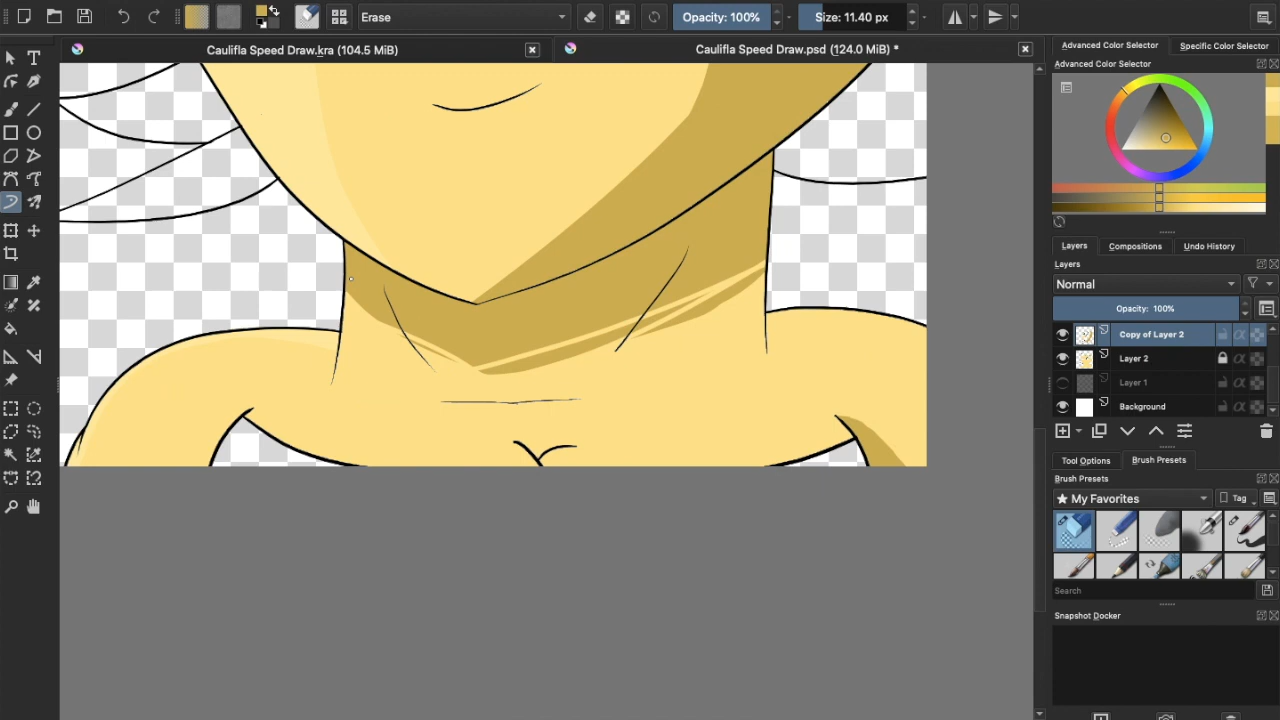 Erase
Opacity: 100%
Size: 11.40 px
Caulifla Speed Draw.kra (104.5 MiB)
Caulifla Speed Draw.psd (124.0 MiB) *
Advanced Color Selector
Specific Color Selector
Advanced Color Selector
Layers
Compositions
Undo History
Layers
Normal
Opacity: 100%
Copy of Layer 2
Layer 2
Layer 1
Background
Tool Options
Brush Presets
Brush Presets
★ My Favorites
Tag
Search
Snapshot Docker